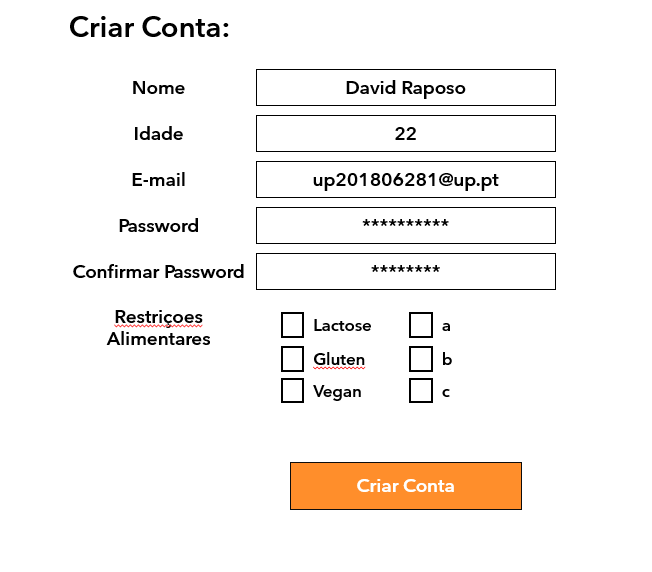 Criar Conta:
Nome David Raposo
Idade 22
E-mail up201806281@up.pt
Password **********
Confirmar Password ********
Restriçoes
Alimentares
Lactose a
Gluten b
Vegan c
Criar Conta